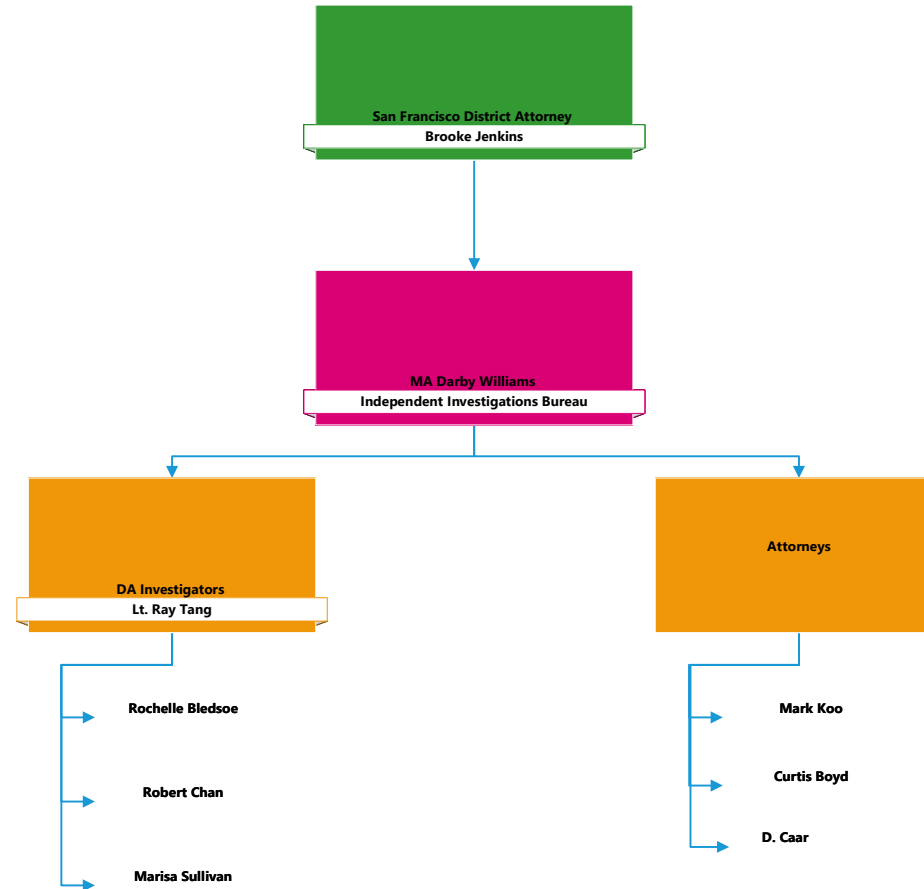 San Francisco District Attorney
Brooke Jenkins
MA Darby Williams
Independent Investigations Bureau
DA Investigators
Lt. Ray Tang
Attorneys
Rochelle Bledsoe
Robert Chan
Marisa Sullivan
Mark Koo
Curtis Boyd
D. Caar